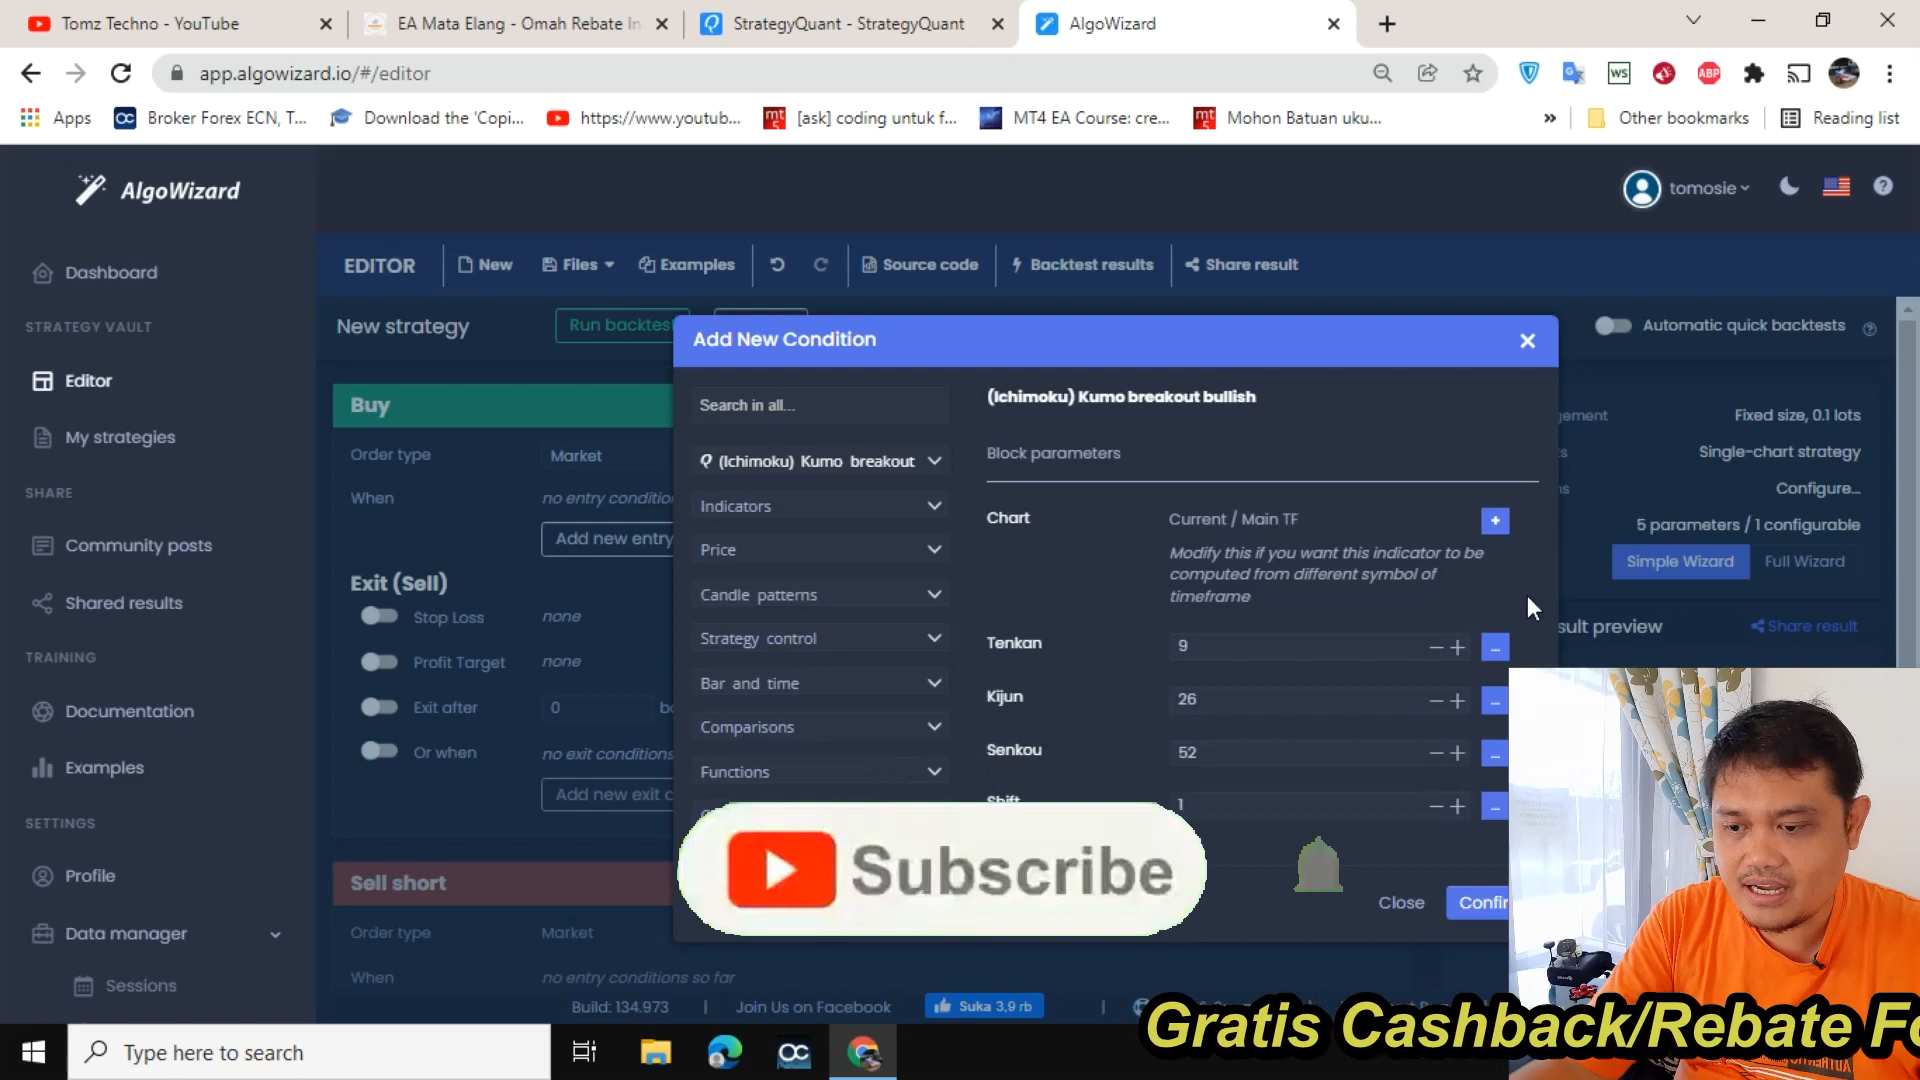 Tomz Techno - YouTube
EA Mata Elang - Omah Rebate In
StrategyQuant - StrategyQuant
AlgoWizard
app.algowizard.io/#/editor
WS
ABP
Apps
Broker Forex ECN, T...
Download the 'Copi...
https://www.youtub...
[ask] coding untuk f...
MT4 EA Course: cre...
Mohon Batuan uku...
Other bookmarks
Reading list
AlgoWizard
tomosie
Dashboard
STRATEGY VAULT
Editor
My strategies
SHARE
Community posts
Shared results
TRAINING
Documentation
Examples
SETTINGS
Profile
Data manager
Sessions
EDITOR
New
Files
Examples
Source code
Backtest results
Share result
New strategy
Run backtest
Automatic quick backtests
Buy
Order type
Market
When
no entry condition
Add new entry
Exit (Sell)
Stop Loss
none
Profit Target
none
Exit after
0
Or when
no exit conditions
Add new exit c
Sell short
Order type
Market
When
no entry conditions so far
Add New Condition
Search in all...
(Ichimoku) Kumo breakout
Indicators
Price
Candle patterns
Strategy control
Bar and time
Comparisons
Functions
(Ichimoku) Kumo breakout bullish
Block parameters
Chart
Current / Main TF
Modify this if you want this indicator to be
computed from different symbol of
timeframe
Tenkan
9
Kijun
26
Senkou
52
Shift
1
Close
Confir
gement
Fixed size, 0.1 lots
Single-chart strategy
Configure...
5 parameters / 1 configurable
Simple Wizard
Full Wizard
sult preview
Share result
Subscribe
Build: 134.973
Join Us on Facebook
Suka 3,9 rb
Gratis Cashback/Rebate Fo
Type here to search